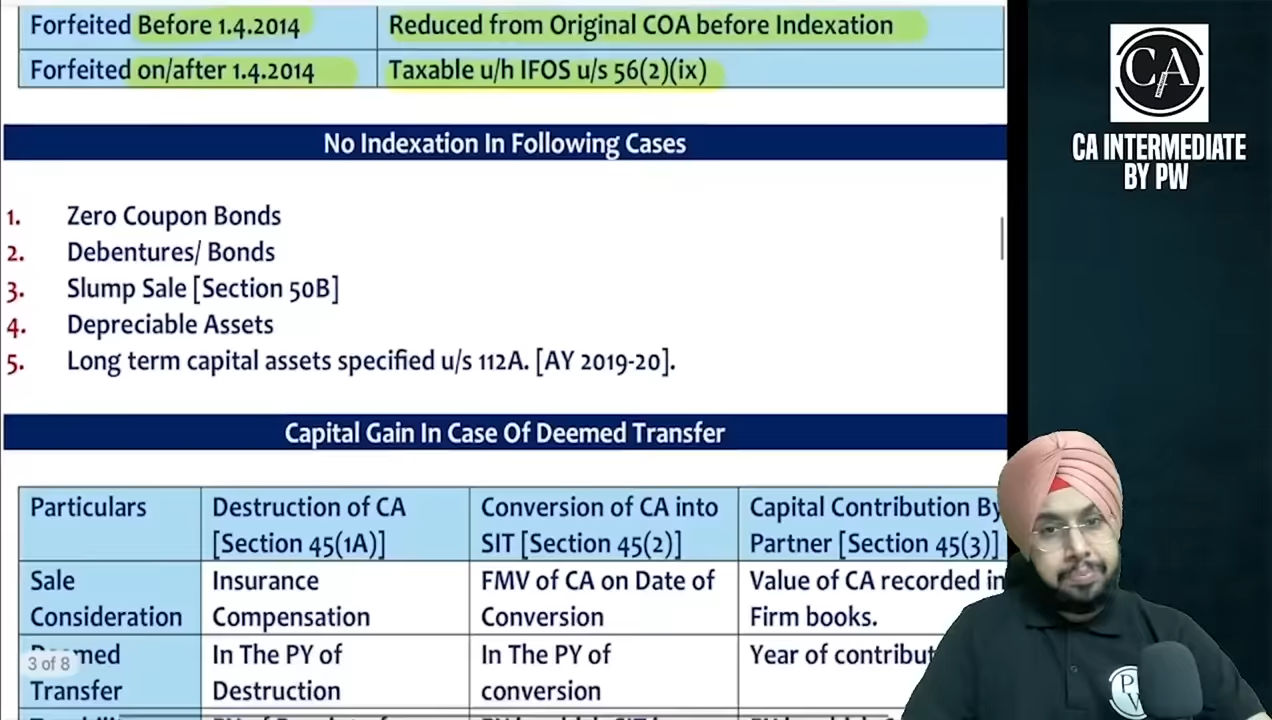 Forfeited Before 1.4.2014 Reduced from Original COA before Indexation
Forfeited on/after 1.4.2014 Taxable u/h IFOS u/s 56(2)(ix)
No Indexation In Following Cases
1. Zero Coupon Bonds
2. Debentures/ Bonds
3. Slump Sale [Section 50B]
4. Depreciable Assets
5. Long term capital assets specified u/s 112A. [AY 2019-20].
Capital Gain In Case Of Deemed Transfer
Particulars
Destruction of CA
[Section 45(1A)]
Conversion of CA into
SIT [Section 45(2)]
Capital Contribution By
Partner [Section 45(3)]
Sale
Consideration
Insurance
Compensation
FMV of CA on Date of
Conversion
Value of CA recorded in
Firm books.
Transfer
In The PY of
Destruction
In The PY of
conversion
Year of
3 of 8
CA
CA INTERMEDIATE
BY PW